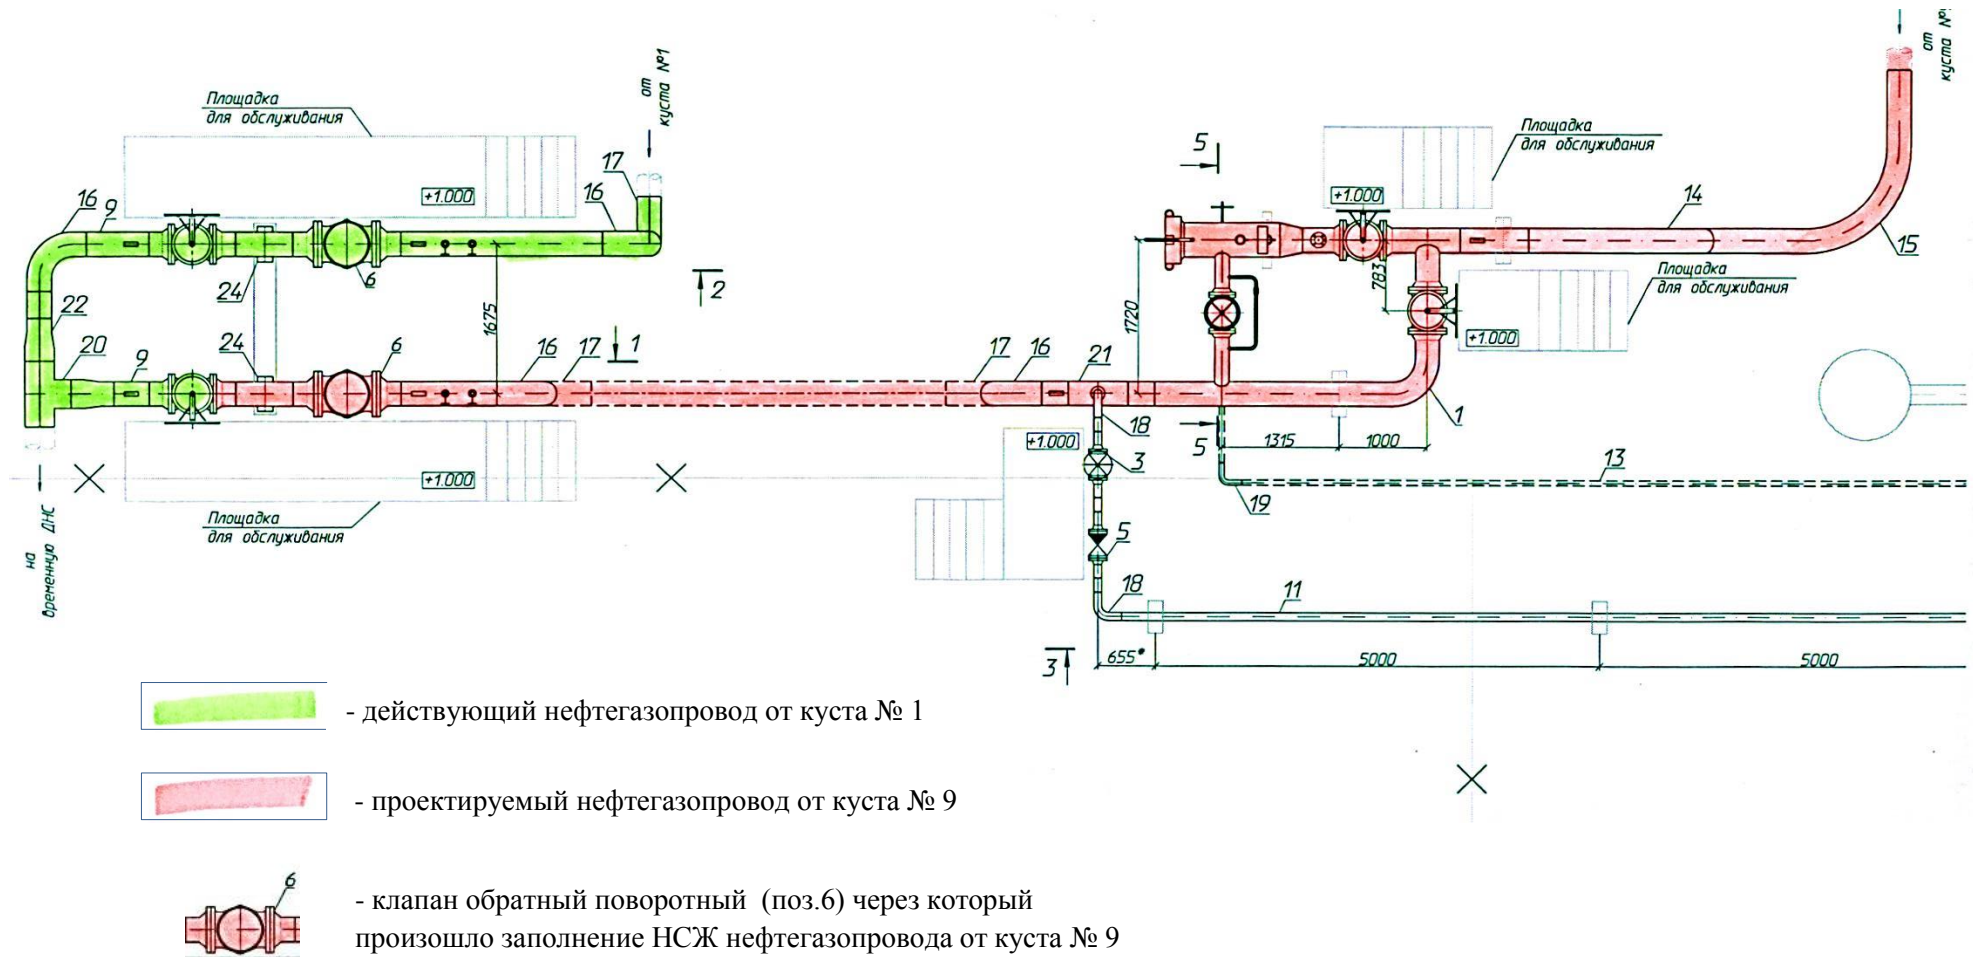 от
куста №1
от
куста №
Площадка
для обслуживания
Площадка
для обслуживания
17
16
5
+1.000
+1.000
14
16
9
15
24
6
2
783
Площадка
для обслуживания
22
1675
1720
+1.000
20
9
24
6
16
17
1
17
16
21
1
18
+1.000
5
1315
1000
3
13
+1.000
19
Площадка
для обслуживания
5
на
временную ДНС
18
11
3
655*
5000
5000
- действующий нефтегазопровод от куста № 1
- проектируемый нефтегазопровод от куста № 9
6
- клапан обратный поворотный (поз.6) через который
произошло заполнение НСЖ нефтегазопровода от куста № 9